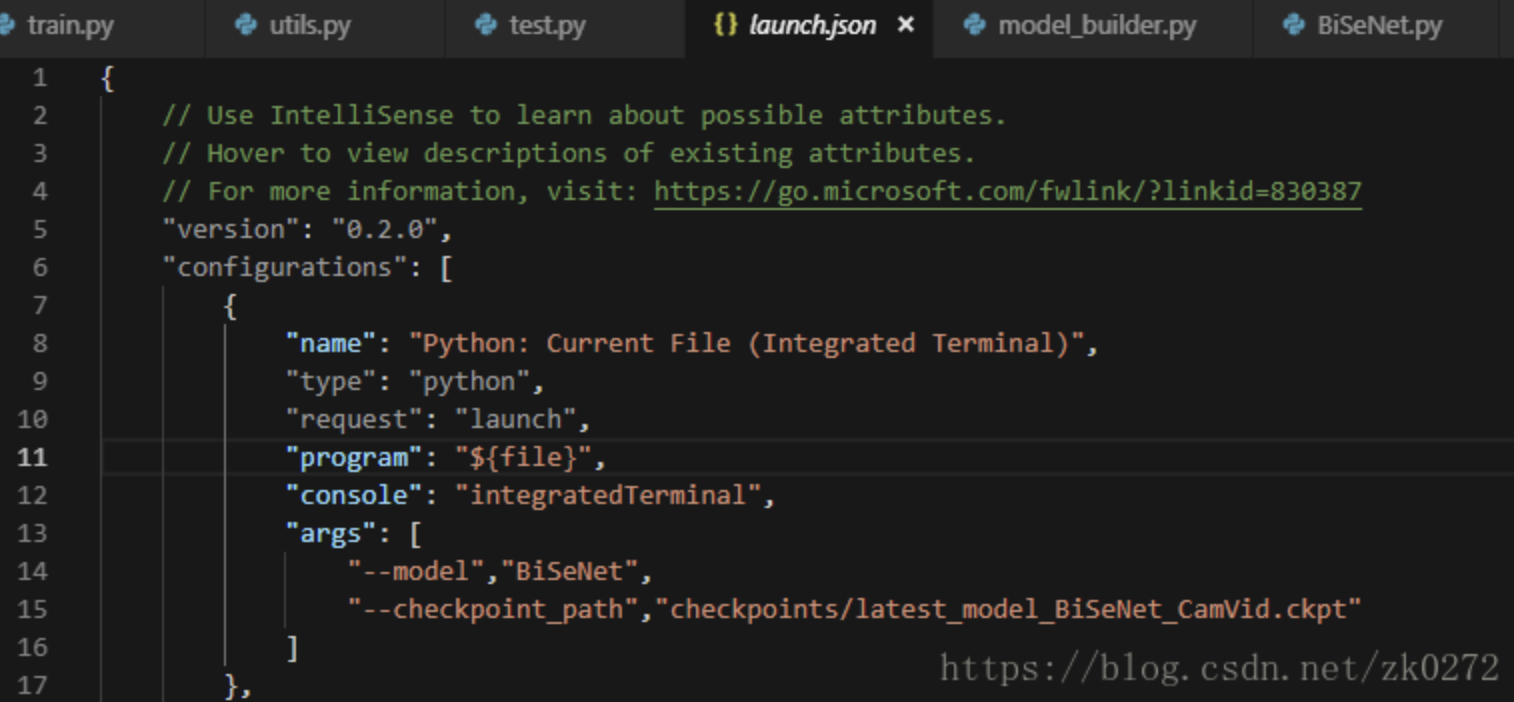 train.py utils.py test.py {} launch.json × model_builder.py BiSeNet.py
1 {
2 // Use IntelliSense to learn about possible attributes.
3 // Hover to view descriptions of existing attributes.
4 // For more information, visit: https://go.microsoft.com/fwlink/?linkid=830387
5 "version": "0.2.0",
6 "configurations": [
7 {
8 "name": "Python: Current File (Integrated Terminal)",
9 "type": "python",
10 "request": "launch",
11 "program": "${file}",
12 "console": "integratedTerminal",
13 "args": [
14 "--model","BiSeNet",
15 "--checkpoint_path","checkpoints/latest_model_BiSeNet_CamVid.ckpt"
16 ]
17 },
https://blog.csdn.net/zk0272